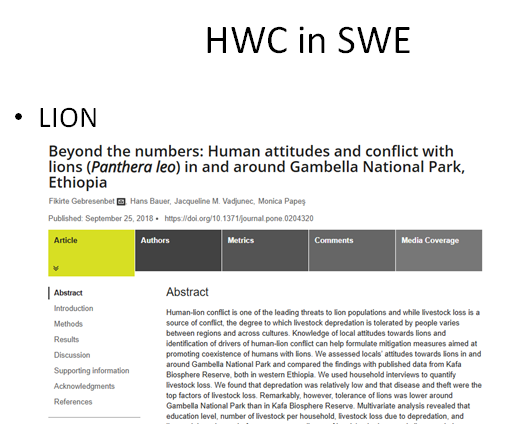 HWC in SWE
• LION
Beyond the numbers: Human attitudes and conflict with
lions (Panthera leo) in and around Gambella National Park,
Ethiopia
Fikirte Gebresenbet, Hans Bauer, Jacqueline M. Vadjunec, Monica Papeş
Published: September 25, 2018 • https://doi.org/10.1371/journal.pone.0204320
Article Authors Metrics Comments Media Coverage
Abstract
Introduction
Methods
Results
Discussion
Supporting information
Acknowledgments
References
Abstract
Human-lion conflict is one of the leading threats to lion populations and while livestock loss is a
source of conflict, the degree to which livestock depredation is tolerated by people varies
between regions and across cultures. Knowledge of local attitudes towards lions and
identification of drivers of human-lion conflict can help formulate mitigation measures aimed at
promoting coexistence of humans with lions. We assessed locals' attitudes towards lions in and
around Gambella National Park and compared the findings with published data from Kafa
Biosphere Reserve, both in western Ethiopia. We used household interviews to quantify
livestock loss. We found that depredation was relatively low and that disease and theft were the
top factors of livestock loss. Remarkably, however, tolerance of lions was lower around
Gambella National Park than in Kafa Biosphere Reserve. Multivariate analysis revealed that
education level, number of livestock per household, livestock loss due to depredation, and